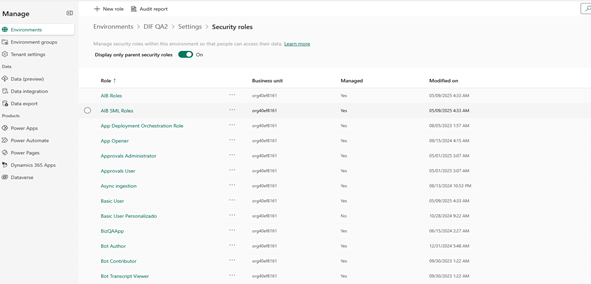 Manage
+ New role Audit report
Environments > DIF QA2 > Settings > Security roles
Manage security roles within this environment so that people can access their data. Learn more
Display only parent security roles On
Environments
Environment groups
Tenant settings
Data
Data (preview)
Data integration
Data export
Products
Power Apps
Power Automate
Power Pages
Dynamics 365 Apps
Dataverse
Role ↑ Business unit Managed Modified on
AIB Roles ... org40ef8161 Yes 05/09/2025 4:33 AM
AIB SML Roles ... org40ef8161 Yes 05/09/2025 4:33 AM
App Deployment Orchestration Role ... org40ef8161 Yes 08/05/2023 1:57 AM
App Opener ... org40ef8161 Yes 09/15/2024 4:15 AM
Approvals Administrator ... org40ef8161 Yes 05/01/2025 3:07 AM
Approvals User ... org40ef8161 Yes 05/01/2025 3:07 AM
Async ingestion ... org40ef8161 Yes 08/13/2024 10:53 PM
Basic User ... org40ef8161 Yes 05/09/2025 4:33 AM
Basic User Personalizado ... org40ef8161 No 10/28/2024 9:22 AM
BizQAApp ... org40ef8161 Yes 08/15/2024 2:27 AM
Bot Author ... org40ef8161 Yes 12/31/2024 5:48 AM
Bot Contributor ... org40ef8161 Yes 09/30/2023 1:22 AM
Bot Transcript Viewer ... org40ef8161 Yes 09/30/2023 1:22 AM